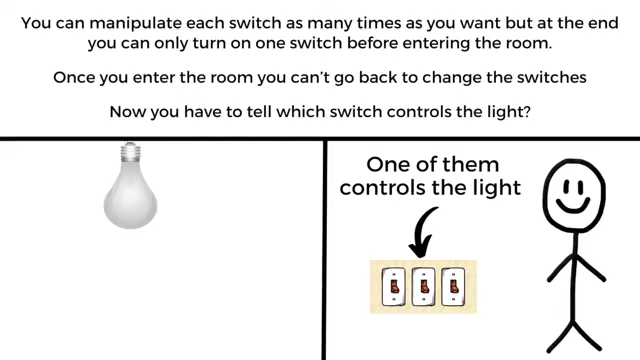 You can manipulate each switch as many times as you want but at the end
you can only turn on one switch before entering the room.
Once you enter the room you can't go back to change the switches
Now you have to tell which switch controls the light?
One of them
controls the light